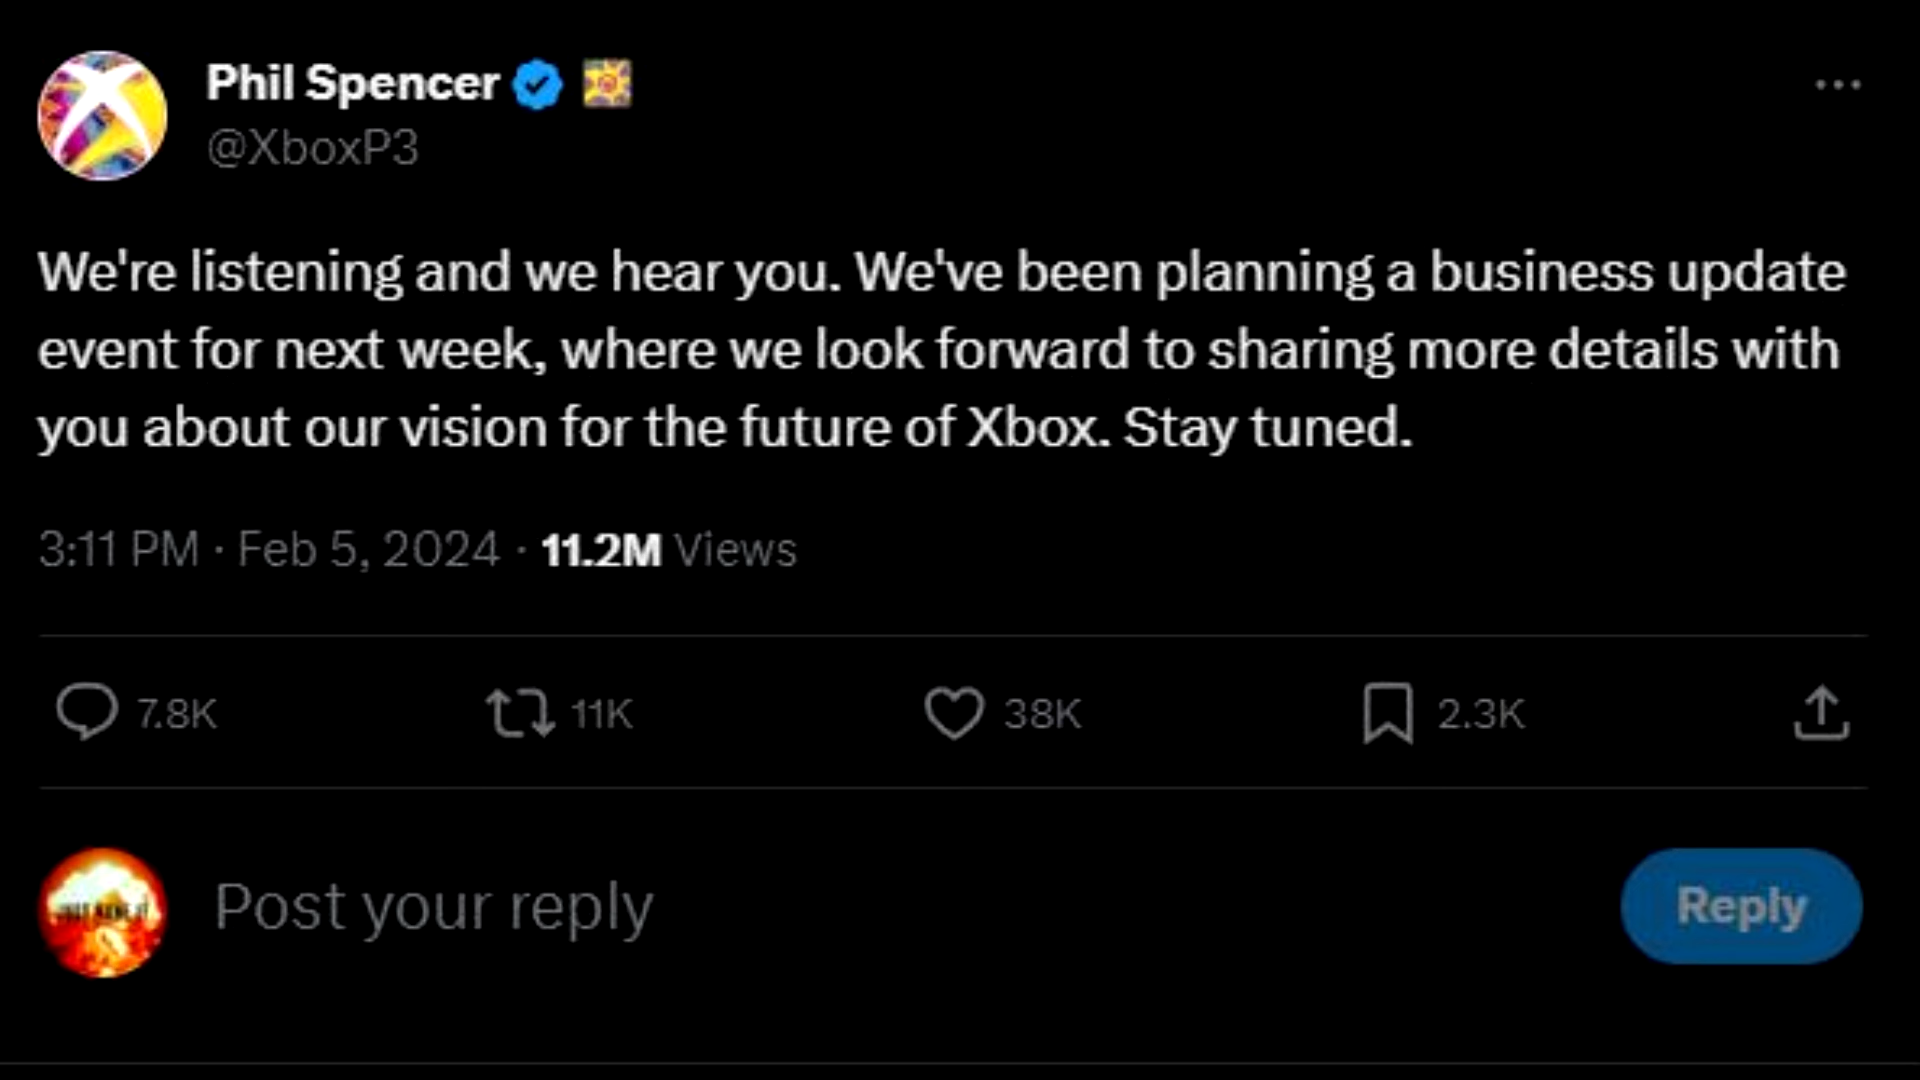 Phil Spencer
@XboxP3
We're listening and we hear you. We've been planning a business update
event for next week, where we look forward to sharing more details with
you about our vision for the future of Xbox. Stay tuned.
3:11 PM · Feb 5, 2024 · 11.2M Views
7.8K 11K 38K 2.3K
Post your reply Reply